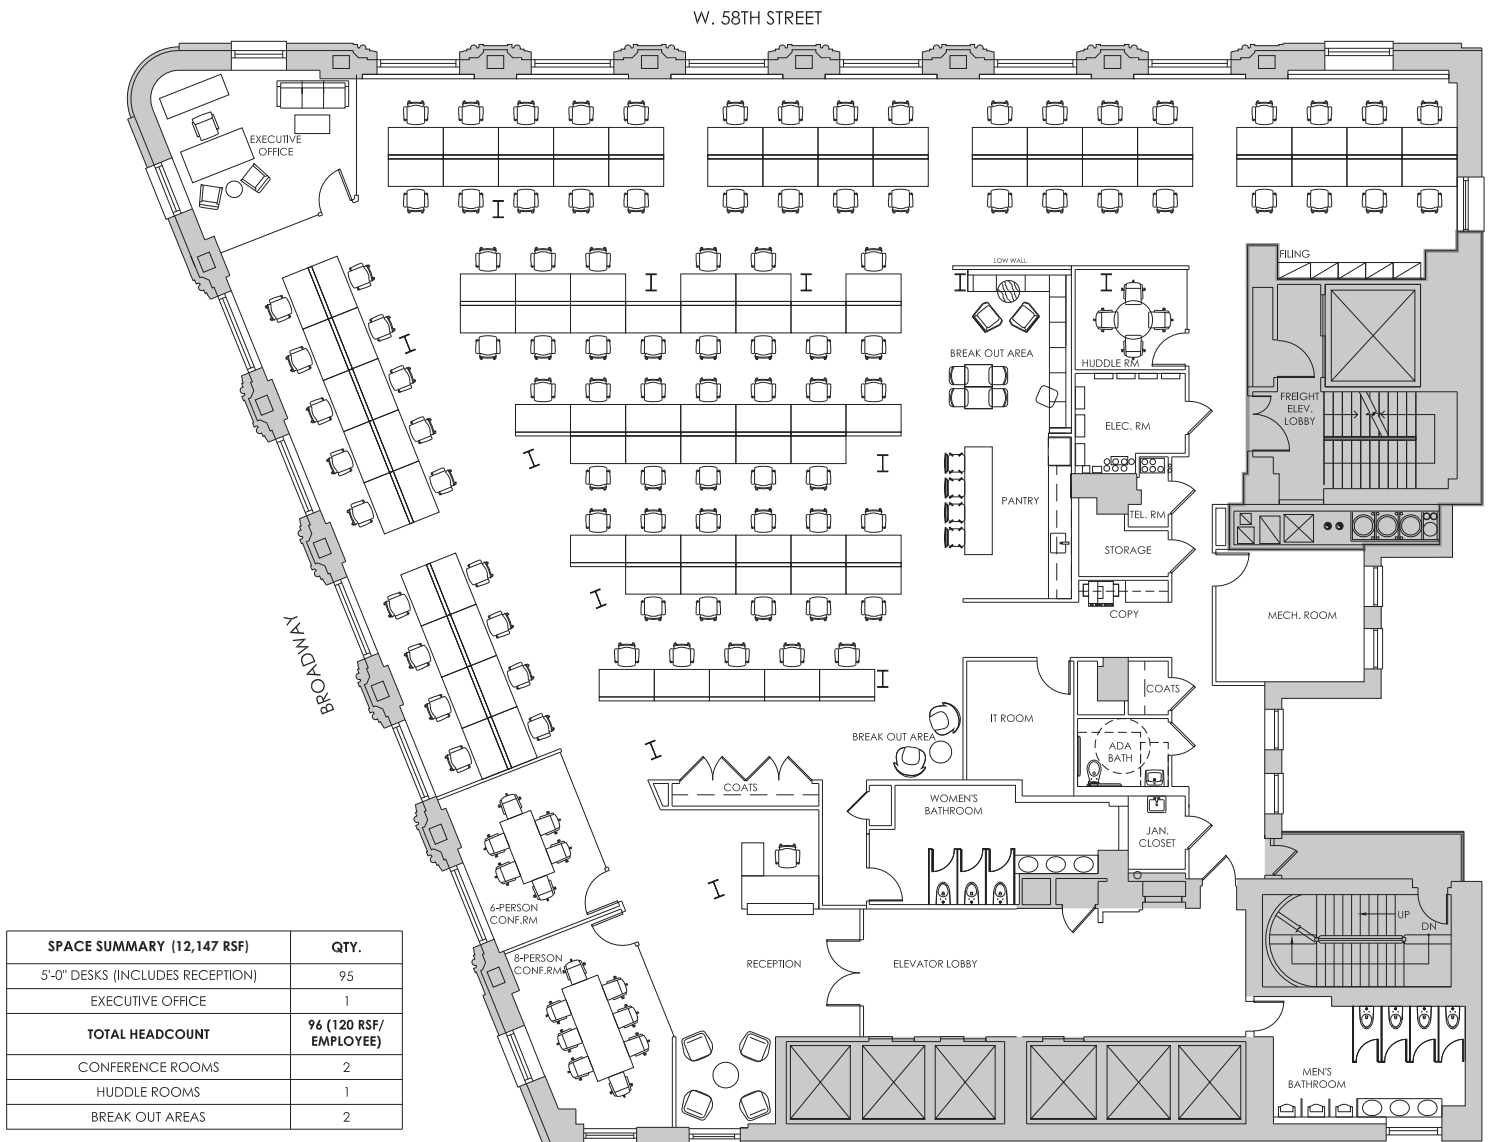 W. 58TH STREET
EXECUTIVE
OFFICE
LOW WALL
FILING
BREAK OUT AREA
HUDDLE RM
FREIGHT
ELEV.
LOBBY
ELEC. RM
PANTRY
TEL. RM
STORAGE
COPY
MECH. ROOM
BROADWAY
COATS
IT ROOM
BREAK OUT AREA
ADA
BATH
COATS
WOMEN'S
BATHROOM
JAN.
CLOSET
6-PERSON
CONF.RM
UP
DN
8-PERSON
CONF.RM
RECEPTION
ELEVATOR LOBBY
MEN'S
BATHROOM
SPACE SUMMARY (12,147 RSF) QTY.
5'-0" DESKS (INCLUDES RECEPTION) 95
EXECUTIVE OFFICE 1
TOTAL HEADCOUNT 96 (120 RSF/
EMPLOYEE)
CONFERENCE ROOMS 2
HUDDLE ROOMS 1
BREAK OUT AREAS 2